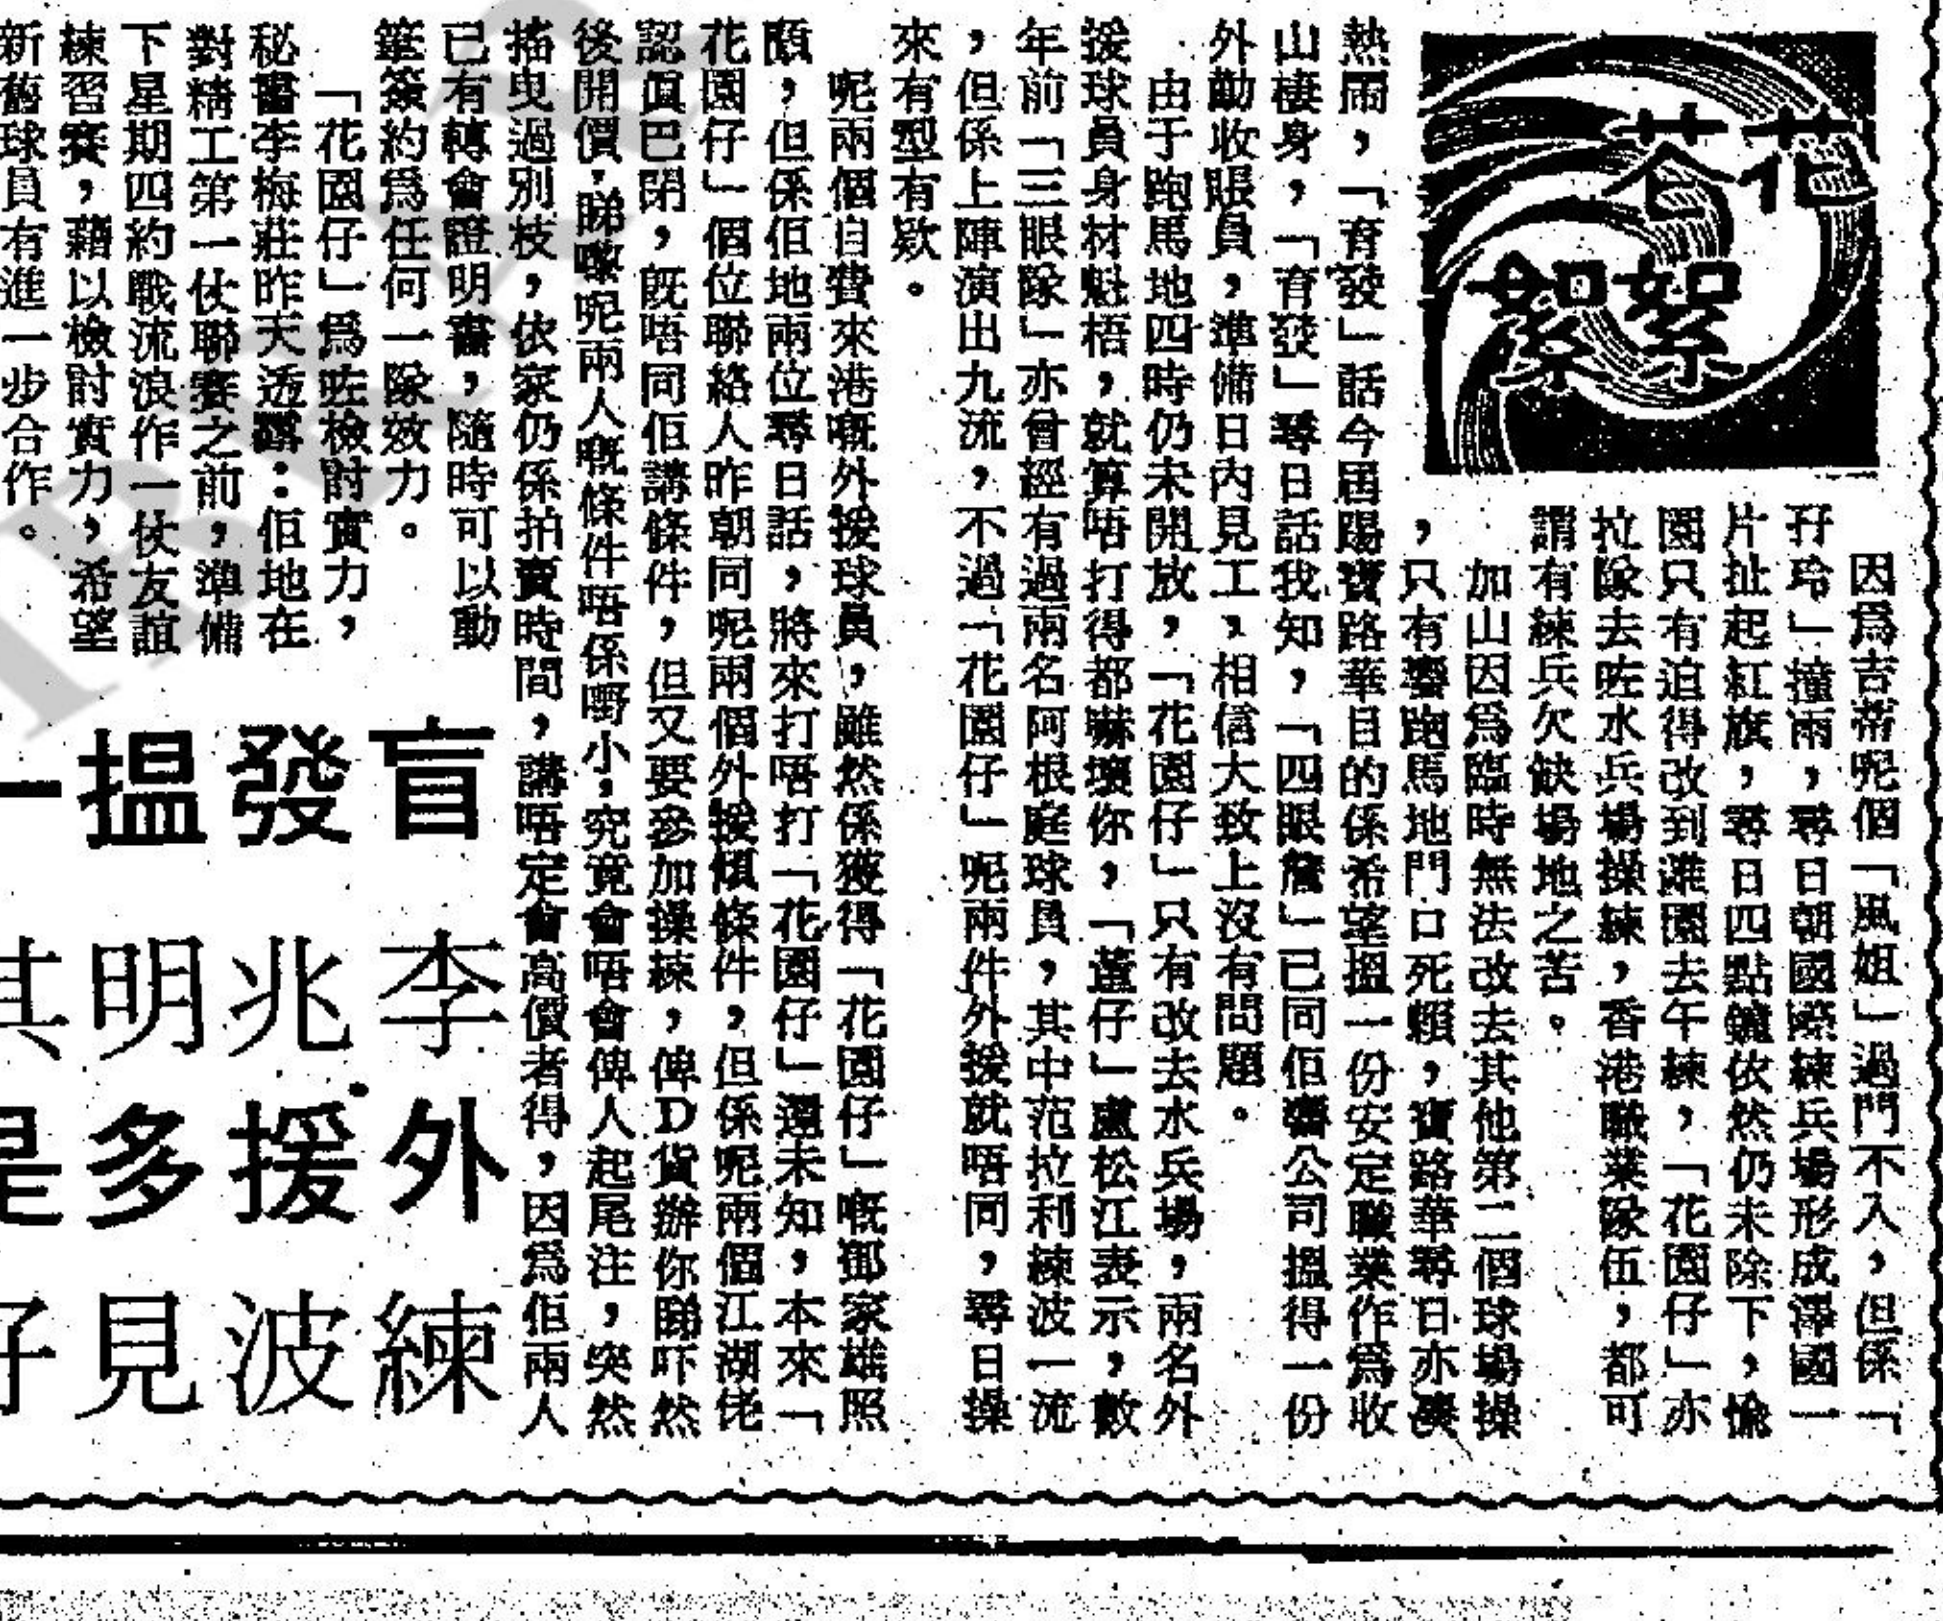 花花
絮絮
因爲吉蒂呢個「風姐」過門不入，但係「
孖玲」撞雨，尋日朝國際練兵場形成澤國一
片扯起紅旗，尋日四點鐘依然仍未除下，愉
園只有迫得改到潍園去午棟，「花園仔」亦
拉隊去咗水兵場操練，香港職業隊伍，都可
謂有練兵欠缺場地之苦。
加山因爲臨時無法改去其他第二個球場操
，只有響跑馬地門口死賴，寶路華尋日亦凑
熱鬧，「育發」話今屆踢寶路華目的係希望搵一份安定職業作爲收
山棲身，「育發」尋日話我知，「四眼詹」已同佢響公司搵得一份
外勤收賬員，準備日內見工，相信大致上沒有問題。
由于跑馬地四時仍未開放，「花園仔」只有改去水兵場，兩名外
援球員身材魁梧，就算唔打得都嚇壞你，「蘆仔」盧松江表示，數
年前「三眼隊」亦曾經有過兩名阿根庭球員，其中范拉利練波一流
，但係上陣演出九流，不過「花園仔」呢兩件外援就唔同，尋日操
來有型有欵。
呢兩個自費來港嘅外援球員，雖然係獲得「花園仔」嘅鄧家雄照
顧，但係佢地兩位尋日話，將來打唔打「花園仔」還未知，本來「
花園仔」一個位聯絡人昨朝同呢兩個外援傾條件，但係呢兩個江湖佬
認眞巴閉，旣唔同佢講條件，但又要參加操棟，俾D貨辦你睇吓然
後開價，睇嚟呢兩人嘅條件唔係嘢小，究竟會唔會俾人起尾注，突然
搖曳過別枝，依家仍係拍賣時間，講唔定會高價者得，因爲佢兩人
已有轉會證明書，隨時可以動
筆簽約爲任何一隊效力。
「花園仔」爲咗檢討實力，
秘書李梅莊昨天透露：佢地在
對精工第一仗聯賽之前，準備
下星期四約戰流浪作一仗友誼
練習賽，藉以檢討實力，希望
新舊球員有進一步合作。
盲李外練
發兆援波
搵明多見
一其是好